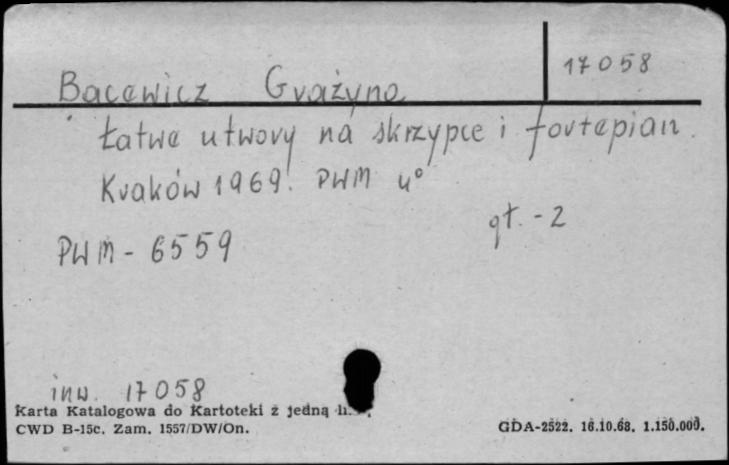 17058
Bacewicz Grażyna
Łatwe utwory na skrzypce i fortepian.
Kraków 1969. PWM 4°
gł. - 2
PWM - 6559
inw. 17058
Karta Katalogowa do Kartoteki z jedną
CWD B-15c. Zam. 1557/DW/On.
GDA-2522. 16.10.68. 1.150.000.